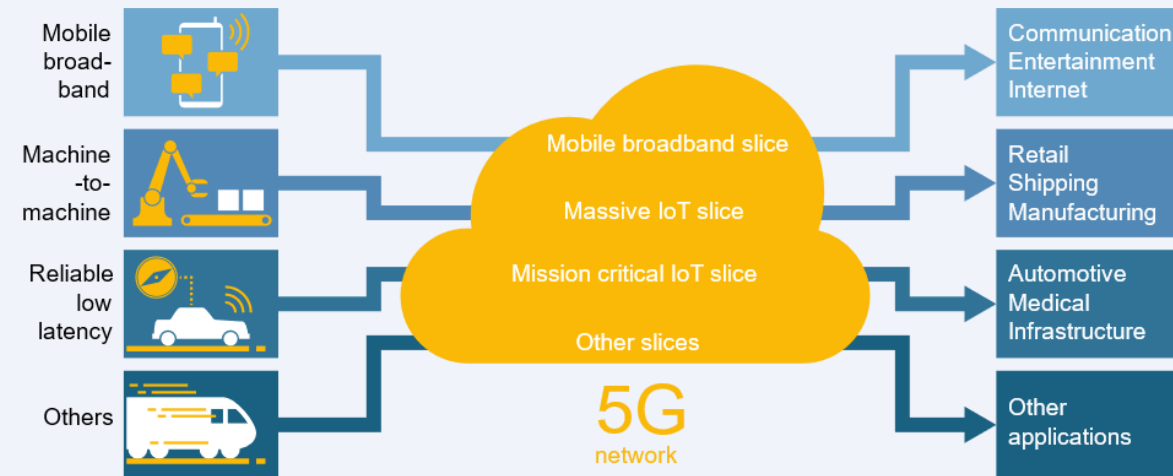 Mobile
broad-
band
Mobile broadband slice
Communication
Entertainment
Internet
Machine
-to-
machine
Massive IoT slice
Retail
Shipping
Manufacturing
Reliable
low
latency
Mission critical IoT slice
Automotive
Medical
Infrastructure
Others
Other slices
Other
applications
5G
network